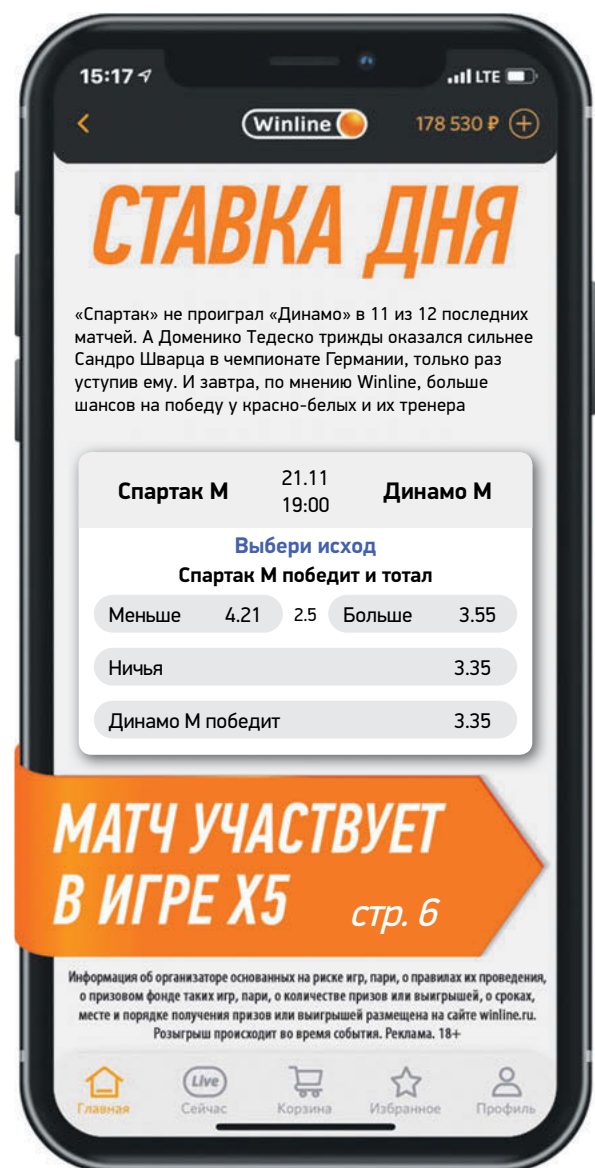 15:17 LTE
Winline 178 530 ₽
СТАВКА ДНЯ
«Спартак» не проиграл «Динамо» в 11 из 12 последних
матчей. А Доменико Тедеско трижды оказался сильнее
Сандро Шварца в чемпионате Германии, только раз
уступив ему. И завтра, по мнению Winline, больше
шансов на победу у красно-белых и их тренера
Спартак М 21.11 Динамо М
19:00
Выбери исход
Спартак М победит и тотал
Меньше 4.21 2.5 Больше 3.55
Ничья 3.35
Динамо М победит 3.35
МАТЧ УЧАСТВУЕТ
В ИГРЕ Х5 стр. 6
Информация об организаторе основанных на риске игр, пари, о правилах их проведения,
о призовом фонде таких игр, пари, о количестве призов или выигрышей, о сроках,
месте и порядке получения призов или выигрышей размещена на сайте winline.ru.
Розыгрыш происходит во время события. Реклама. 18+
Главная Live Сейчас Корзина Избранное Профиль